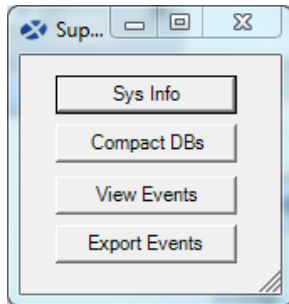 Sup...
Sys Info
Compact DBs
View Events
Export Events